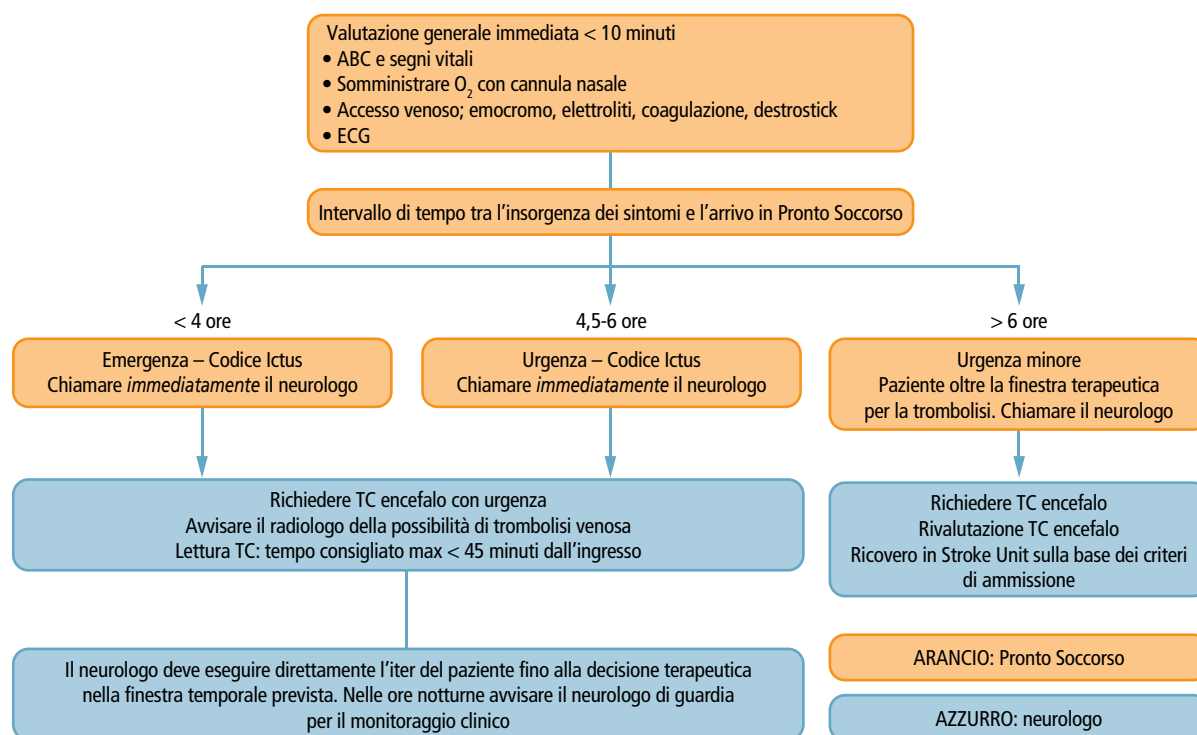 Valutazione generale immediata < 10 minuti
• ABC e segni vitali
• Somministrare O2 con cannula nasale
• Accesso venoso; emocromo, elettroliti, coagulazione, destrostick
• ECG
Intervallo di tempo tra l'insorgenza dei sintomi e l'arrivo in Pronto Soccorso
< 4 ore
Emergenza – Codice Ictus
Chiamare immediatamente il neurologo
4,5-6 ore
Urgenza – Codice Ictus
Chiamare immediatamente il neurologo
> 6 ore
Urgenza minore
Paziente oltre la finestra terapeutica
per la trombolisi. Chiamare il neurologo
Richiedere TC encefalo con urgenza
Avvisare il radiologo della possibilità di trombolisi venosa
Lettura TC: tempo consigliato max < 45 minuti dall'ingresso
Richiedere TC encefalo
Rivalutazione TC encefalo
Ricovero in Stroke Unit sulla base dei criteri
di ammissione
Il neurologo deve eseguire direttamente l'iter del paziente fino alla decisione terapeutica
nella finestra temporale prevista. Nelle ore notturne avvisare il neurologo di guardia
per il monitoraggio clinico
ARANCIO: Pronto Soccorso
AZZURRO: neurologo